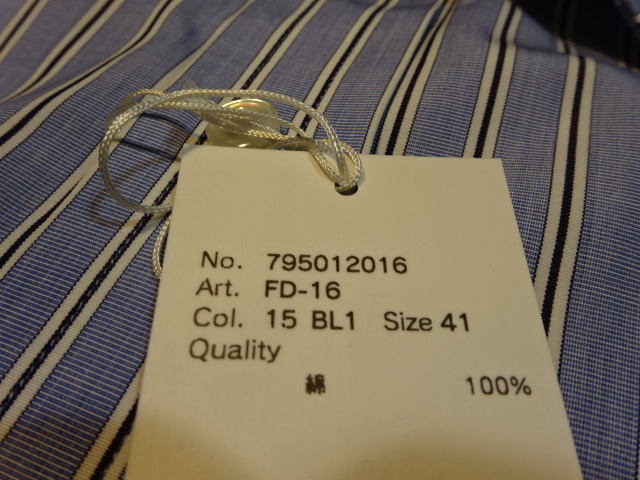 No. 795012016
Art. FD-16
Col. 15 BL1 Size 41
Quality
綿 100%